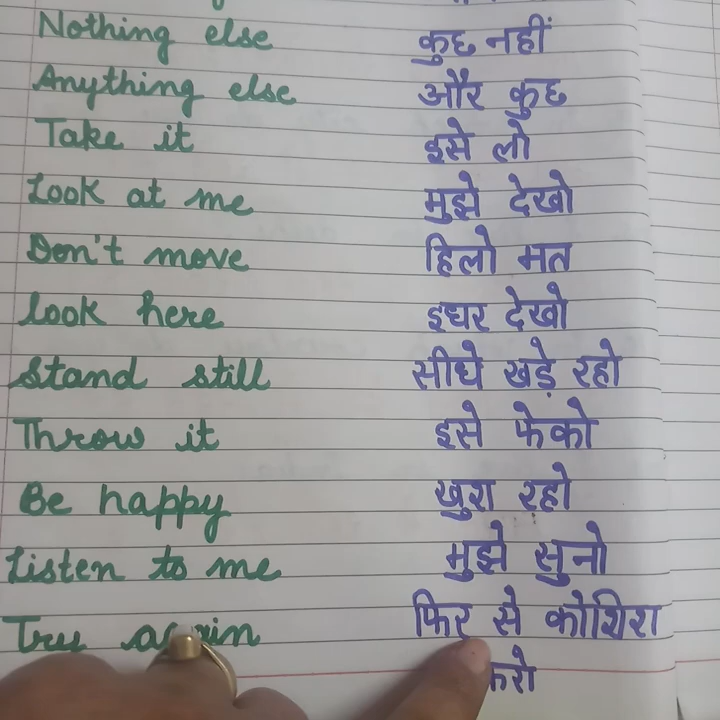 Nothing else कुछ नहीं
Anything else और कुछ
Take it इसे लो
Look at me मुझे देखो
Don't move हिलो मत
look here इधर देखो
Stand still सीधे खड़े रहो
Throw it इसे फेको
Be happy खुश रहो
Listen to me मुझे सुनो
Try again फिर से कोशिश
करो